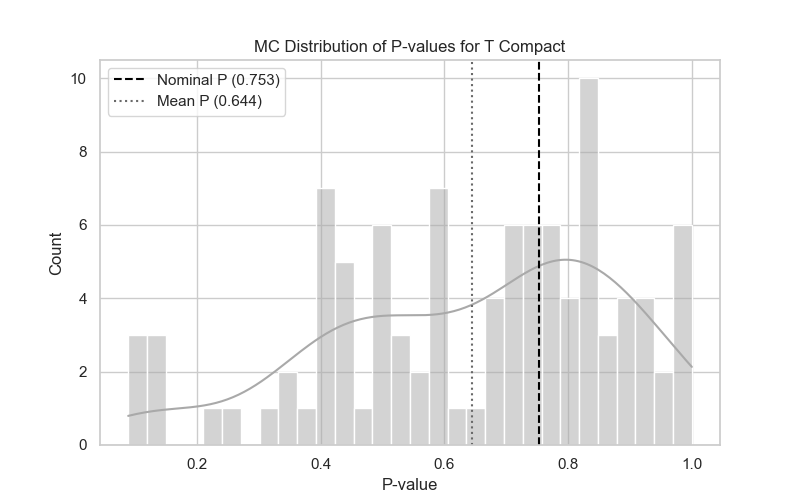 MC Distribution of P-values for T Compact
Nominal P (0.753)
Mean P (0.644)
Count
10
8
6
4
2
0
0.2 0.4 0.6 0.8 1.0
P-value